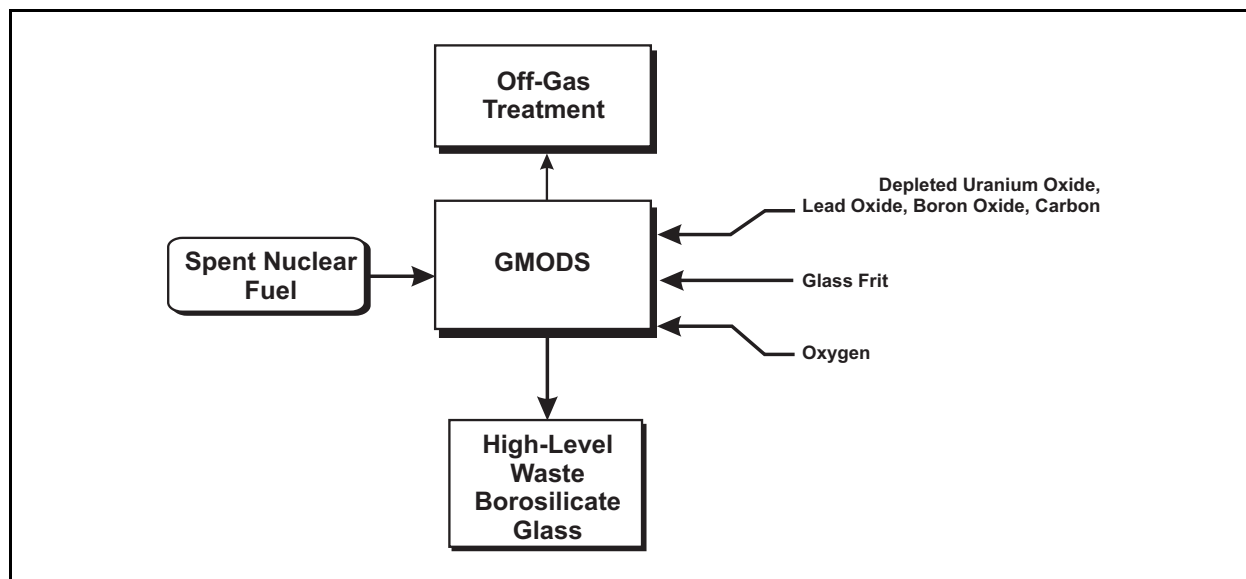 Off-Gas
Treatment
Depleted Uranium Oxide,
Lead Oxide, Boron Oxide, Carbon
Spent Nuclear
Fuel
GMODS
Glass Frit
Oxygen
High-Level
Waste
Borosilicate
Glass